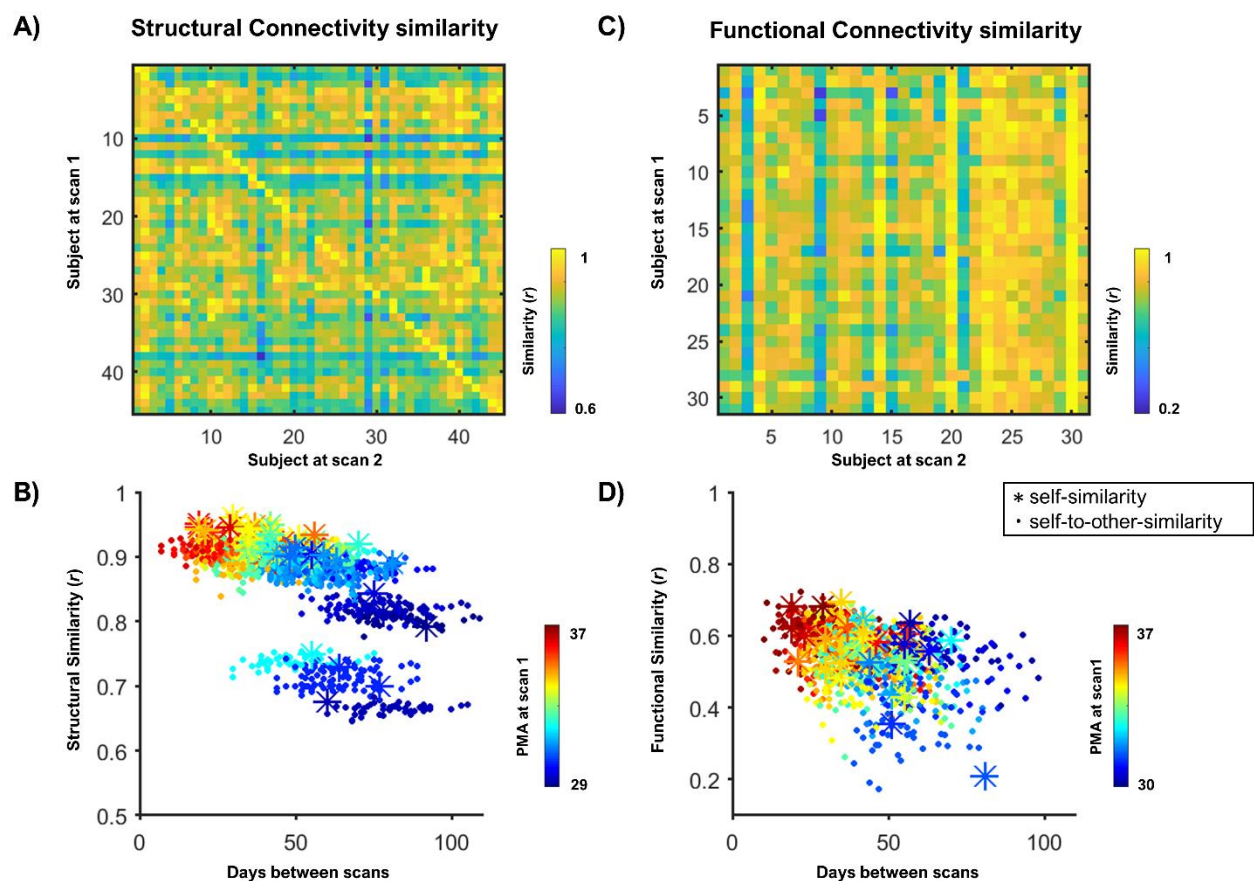 A)
Structural Connectivity similarity
Subject at scan 1
10
20
30
40
10
20
30
40
Subject at scan 2
Similarity (r)
1
0.6
C)
Functional Connectivity similarity
Subject at scan 1
5
10
15
20
25
30
5
10
15
20
25
30
Subject at scan 2
Similarity (r)
1
0.2
B)
Structural Similarity (r)
1
0.9
0.8
0.7
0.6
0.5
0
50
100
Days between scans
PMA at scan 1
37
29
D)
* self-similarity
· self-to-other-similarity
Functional Similarity (r)
1
0.8
0.6
0.4
0.2
0
50
100
Days between scans
PMA at scan1
37
30